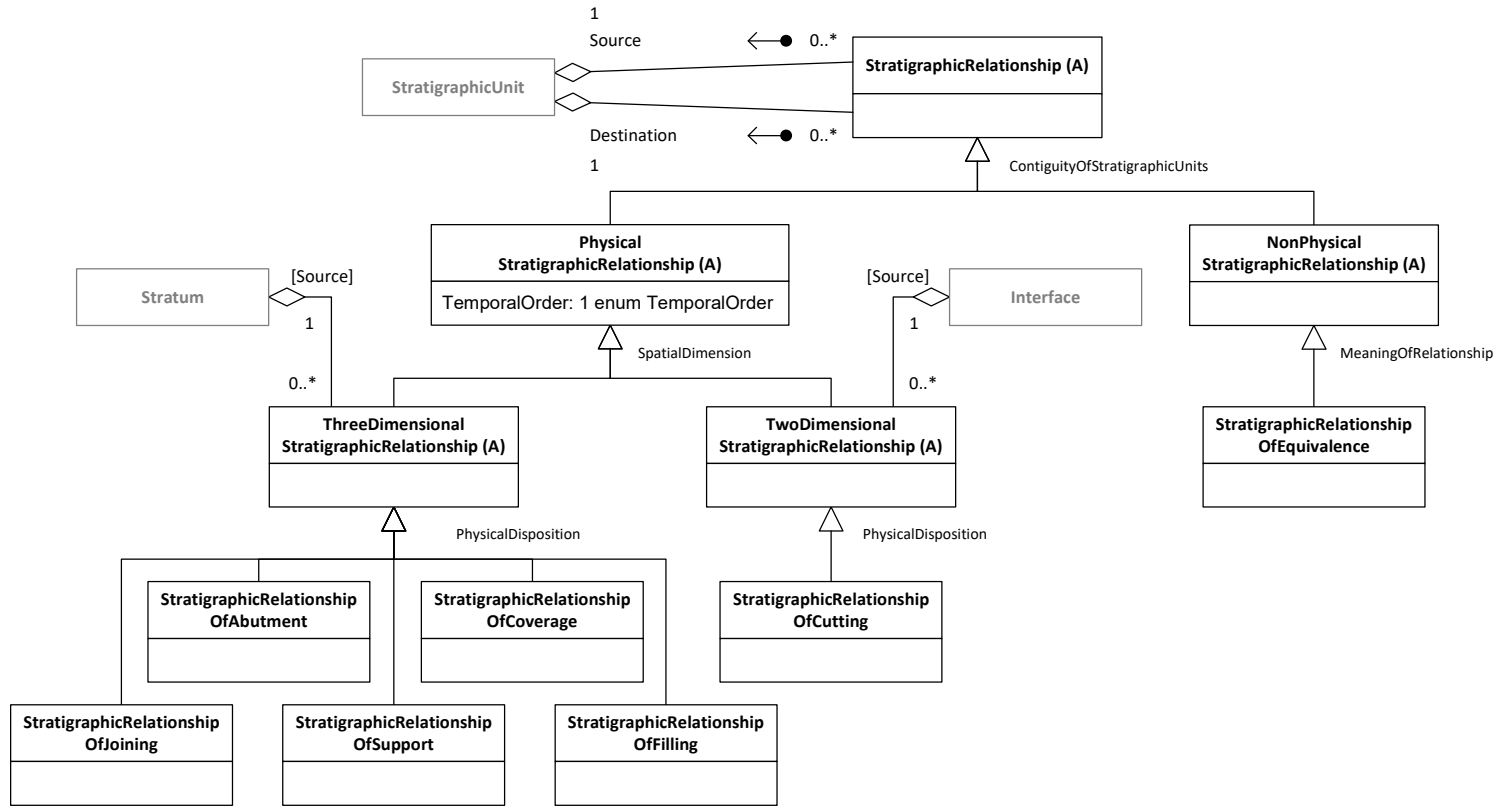 1
Source
0..*
StratigraphicRelationship (A)
StratigraphicUnit
Destination
0..*
1
ContiguityOfStratigraphicUnits
Physical
StratigraphicRelationship (A)
TemporalOrder: 1 enum TemporalOrder
NonPhysical
StratigraphicRelationship (A)
Stratum
[Source]
1
0..*
[Source]
Interface
1
0..*
SpatialDimension
MeaningOfRelationship
ThreeDimensional
StratigraphicRelationship (A)
TwoDimensional
StratigraphicRelationship (A)
StratigraphicRelationship
OfEquivalence
PhysicalDisposition
PhysicalDisposition
StratigraphicRelationship
OfAbutment
StratigraphicRelationship
OfCoverage
StratigraphicRelationship
OfCutting
StratigraphicRelationship
OfJoining
StratigraphicRelationship
OfSupport
StratigraphicRelationship
OfFilling